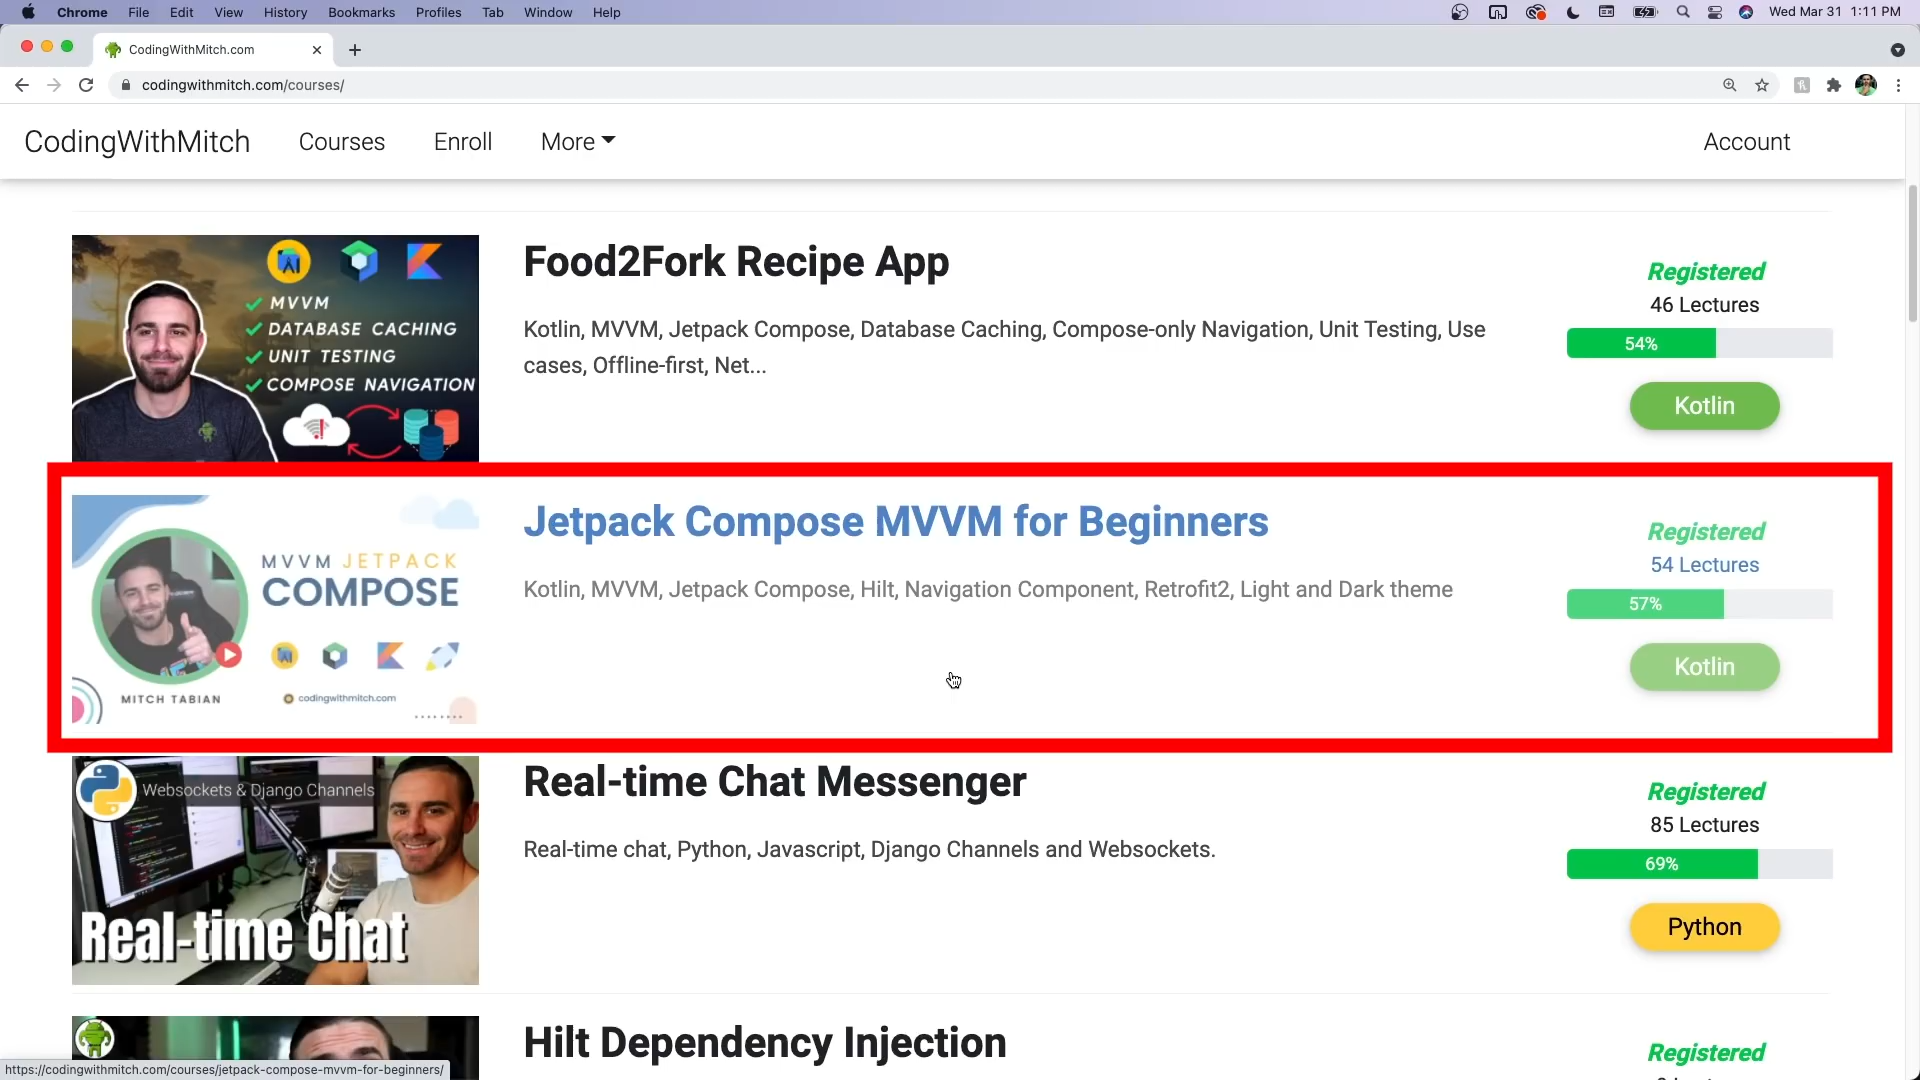 Chrome File Edit View History Bookmarks Profiles Tab Window Help Wed Mar 31 1:11 PM
CodingWithMitch.com
codingwithmitch.com/courses/
CodingWithMitch Courses Enroll More Account
MVVM
DATABASE CACHING
UNIT TESTING
COMPOSE NAVIGATION
Food2Fork Recipe App
Kotlin, MVVM, Jetpack Compose, Database Caching, Compose-only Navigation, Unit Testing, Use
cases, Offline-first, Net...
Registered
46 Lectures
54%
Kotlin
MVVM JETPACK
COMPOSE
MITCH TABIAN
codingwithmitch.com
Jetpack Compose MVVM for Beginners
Kotlin, MVVM, Jetpack Compose, Hilt, Navigation Component, Retrofit2, Light and Dark theme
Registered
54 Lectures
57%
Kotlin
Websockets & Django Channels
Real-time Chat
Real-time Chat Messenger
Real-time chat, Python, Javascript, Django Channels and Websockets.
Registered
85 Lectures
69%
Python
Hilt Dependency Injection
Registered
https://codingwithmitch.com/courses/jetpack-compose-mvvm-for-beginners/